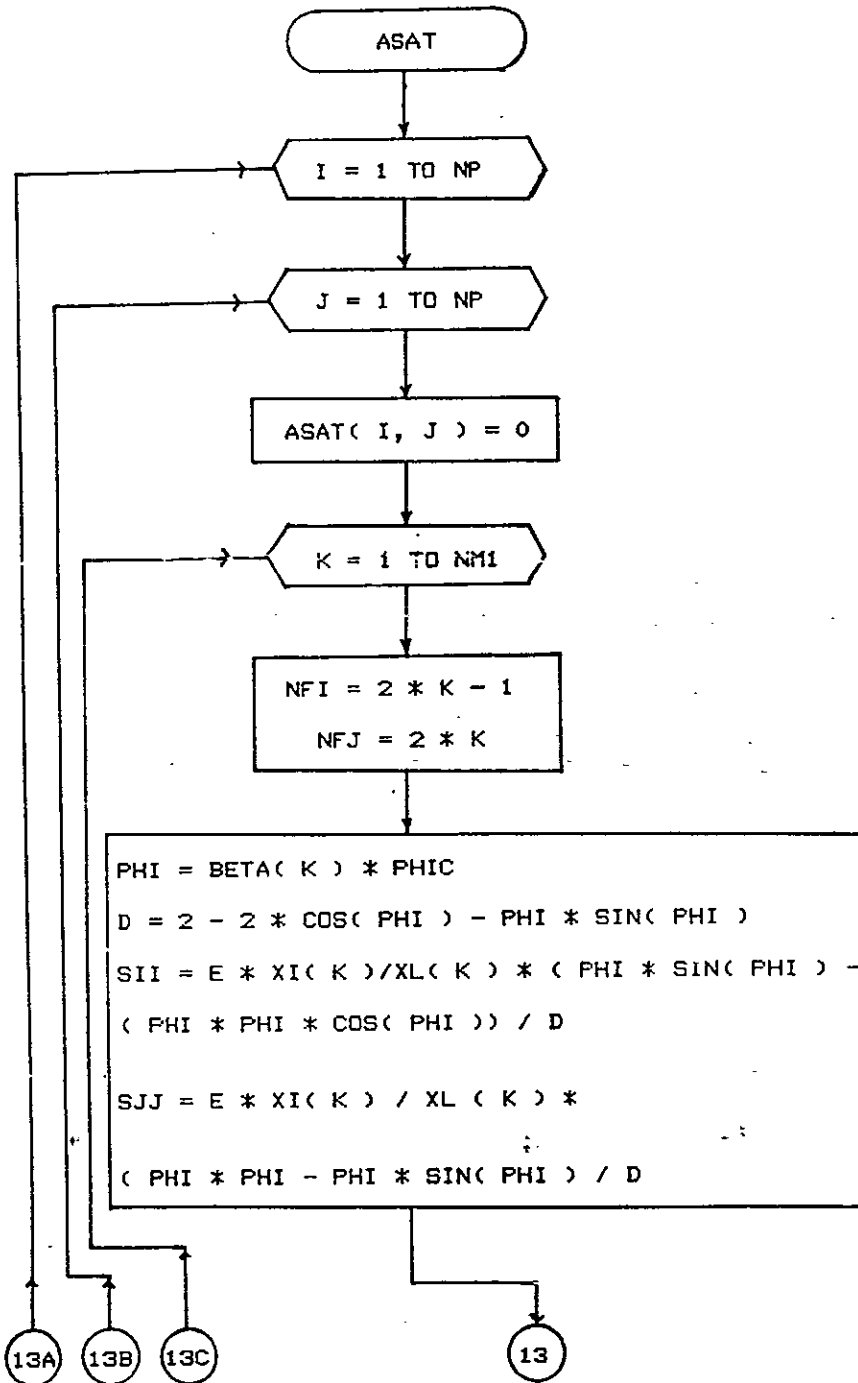 ASAT
I = 1 TO NP
J = 1 TO NP
ASAT( I, J ) = 0
K = 1 TO NM1
NFI = 2 * K - 1
NFJ = 2 * K
PHI = BETA( K ) * PHIC
D = 2 - 2 * COS( PHI ) - PHI * SIN( PHI )
SII = E * XI( K )/XL( K ) * ( PHI * SIN( PHI ) -
( PHI * PHI * COS( PHI )) / D
SJJ = E * XI( K ) / XL ( K ) *
( PHI * PHI - PHI * SIN( PHI ) / D
13A 13B 13C 13